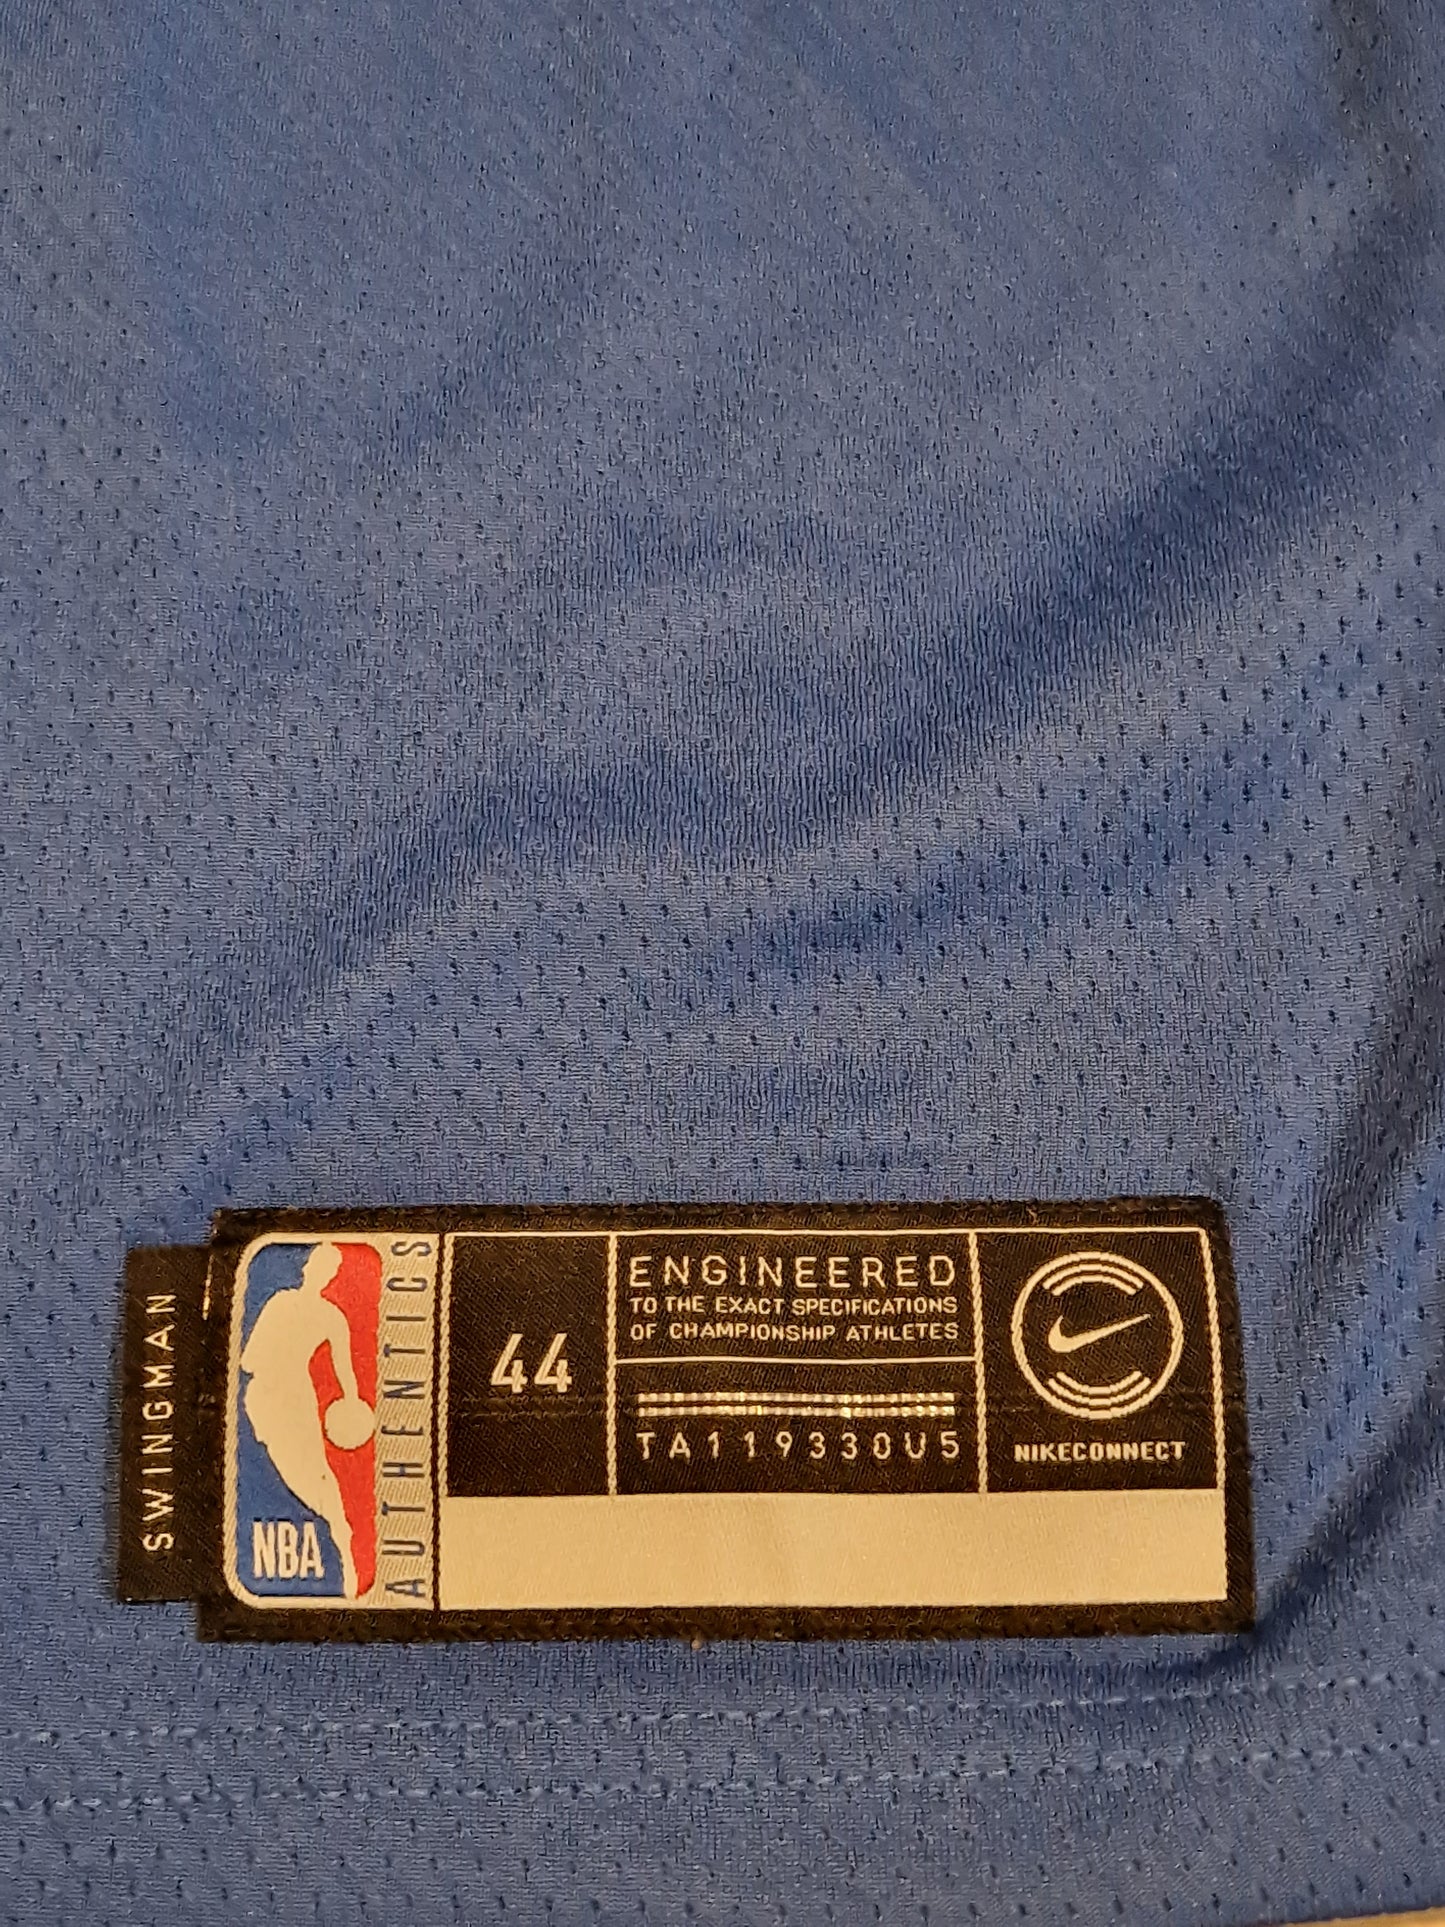 SWINGMAN
NBA
AUTHENTICS
44
ENGINEERED
TO THE EXACT SPECIFICATIONS
OF CHAMPIONSHIP ATHLETES
TA119330U5
NIKECONNECT